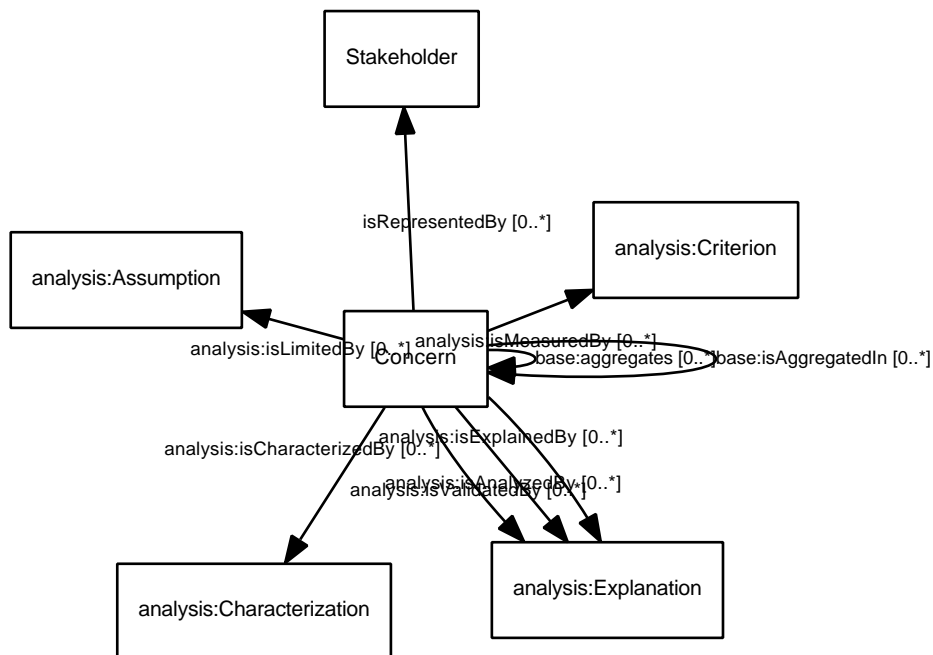 Stakeholder
isRepresentedBy [0..*]
analysis:Criterion
analysis:Assumption
analysis:isMeasuredBy [0..*]
analysis:isLimitedBy [0..*]
Concern
base:aggregates [0..*]
base:isAggregatedIn [0..*]
analysis:isExplainedBy [0..*]
analysis:isCharacterizedBy [0..*]
analysis:isAnalyzedBy [0..*]
analysis:isValidatedBy [0..*]
analysis:Explanation
analysis:Characterization